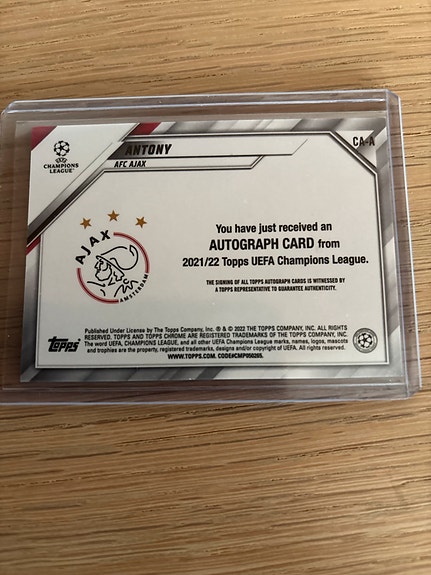 CHAMPIONS
LEAGUE
ANTONY
AFC AJAX
CA-A
AJAX
AMSTERDAM
You have just received an
AUTOGRAPH CARD from
2021/22 Topps UEFA Champions League.
THE SIGNING OF ALL TOPPS AUTOGRAPH CARDS IS WITNESSED BY
A TOPPS REPRESENTATIVE TO GUARANTEE AUTHENTICITY.
Topps
Published Under License by The Topps Company, Inc. ® & © 2022 THE TOPPS COMPANY, INC. ALL RIGHTS
RESERVED. TOPPS AND TOPPS CHROME ARE REGISTERED TRADEMARKS OF THE TOPPS COMPANY, INC.
The word UEFA, CHAMPIONS LEAGUE, and all other UEFA Champions League marks, names, logos, mascots
and trophies are the property, registered trademarks, designs and/or copyright of UEFA. All rights reserved.
WWW.TOPPS.COM. CODE#CMP050265.